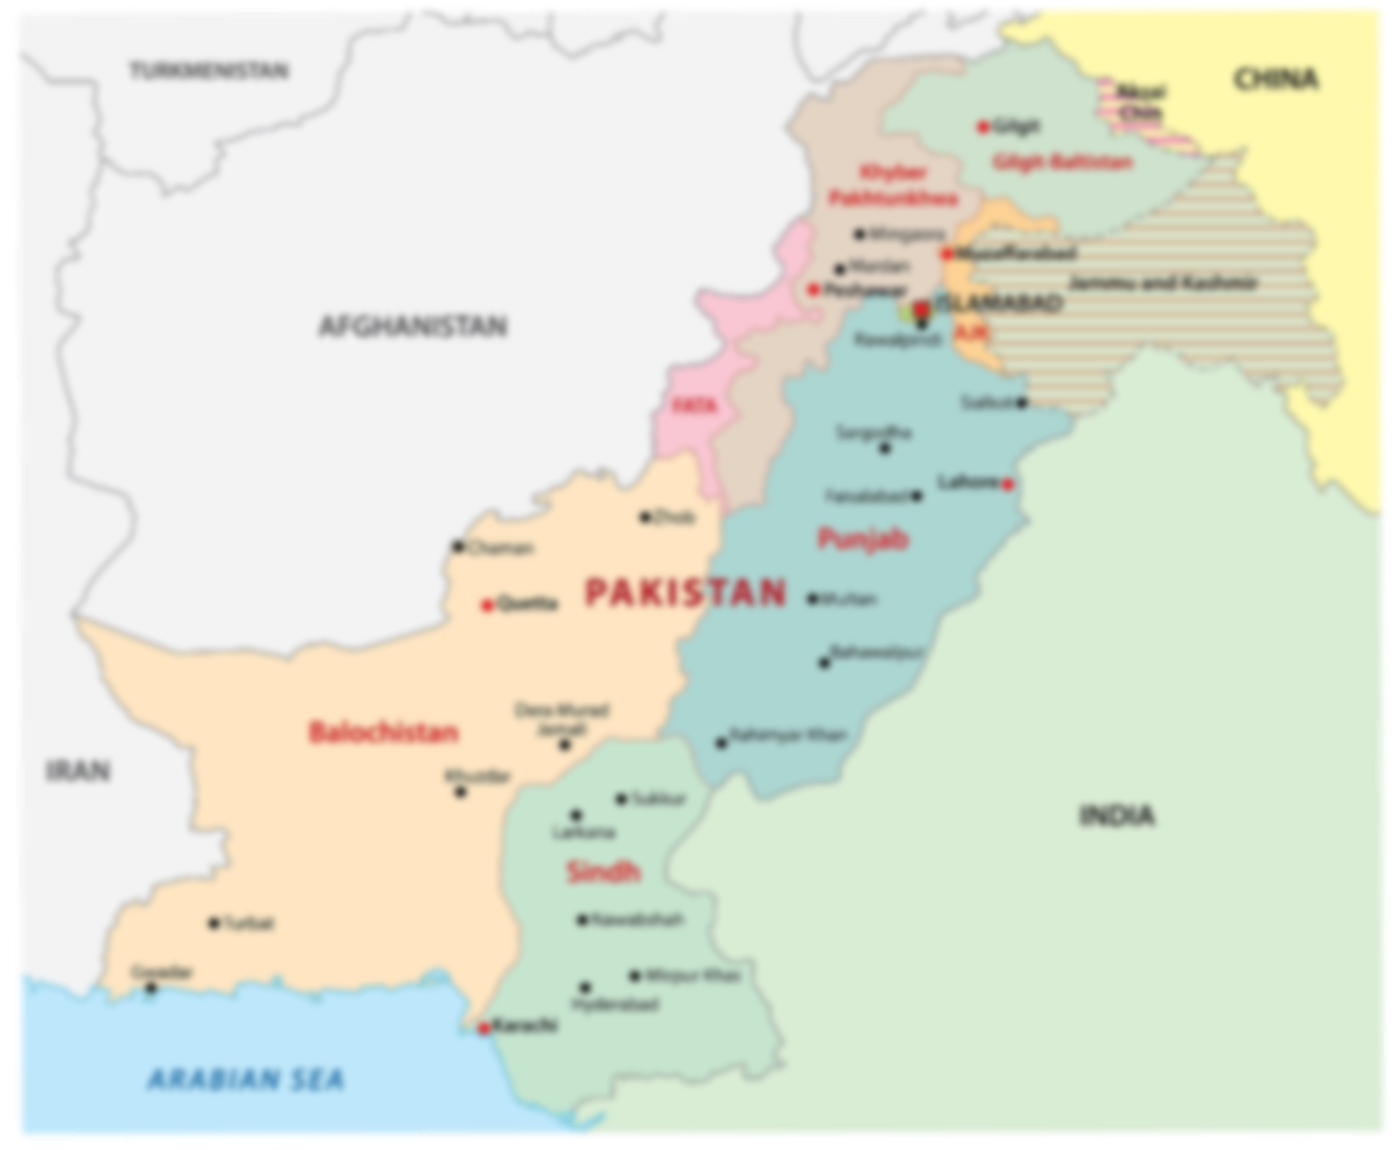 TURKMENISTAN
CHINA
Aksai
Chin
Gilgit
Gilgit-Baltistan
Khyber
Pakhtunkhwa
Mingaora
Muzaffarabad
Mardan
Jammu and Kashmir
Peshawar
ISLAMABAD
AFGHANISTAN
Rawalpindi
AJK
FATA
Sialkot
Sargodha
Lahore
Faisalabad
Zhob
Punjab
Chaman
PAKISTAN
Quetta
Multan
Bahawalpur
Dera Murad
Jamali
Balochistan
Rahimyar Khan
IRAN
Khuzdar
Sukkur
INDIA
Larkana
Sindh
Turbat
Nawabshah
Gwadar
Mirpur Khas
Hyderabad
Karachi
ARABIAN SEA